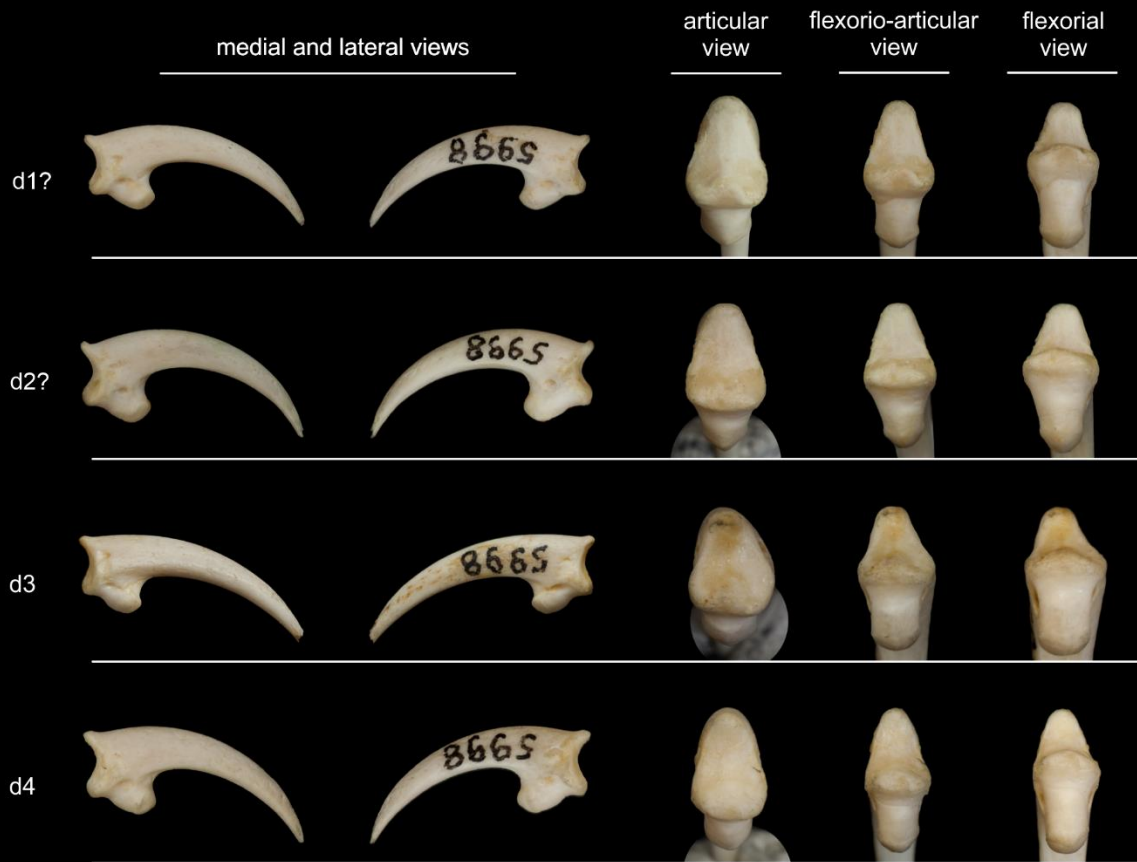 medial and lateral views
articular
view
flexorio-articular
view
flexorial
view
d1?
5998
d2?
5998
d3
5998
d4
5998